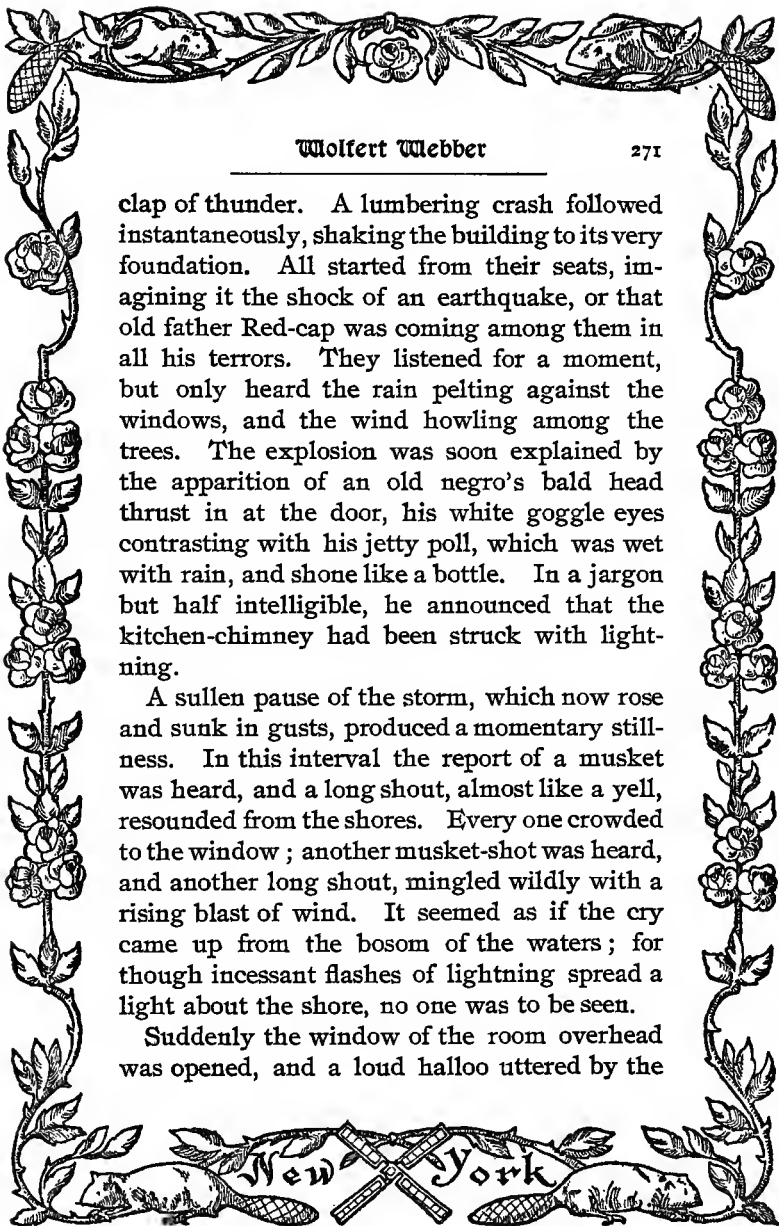 Wolfert Webber 271
clap of thunder. A lumbering crash followed
instantaneously, shaking the building to its very
foundation. All started from their seats, im-
agining it the shock of an earthquake, or that
old father Red-cap was coming among them in
all his terrors. They listened for a moment,
but only heard the rain pelting against the
windows, and the wind howling among the
trees. The explosion was soon explained by
the apparition of an old negro's bald head
thrust in at the door, his white goggle eyes
contrasting with his jetty poll, which was wet
with rain, and shone like a bottle. In a jargon
but half intelligible, he announced that the
kitchen-chimney had been struck with light-
ning.
A sullen pause of the storm, which now rose
and sunk in gusts, produced a momentary still-
ness. In this interval the report of a musket
was heard, and a long shout, almost like a yell,
resounded from the shores. Every one crowded
to the window ; another musket-shot was heard,
and another long shout, mingled wildly with a
rising blast of wind. It seemed as if the cry
came up from the bosom of the waters ; for
though incessant flashes of lightning spread a
light about the shore, no one was to be seen.
Suddenly the window of the room overhead
was opened, and a loud halloo uttered by the
New York